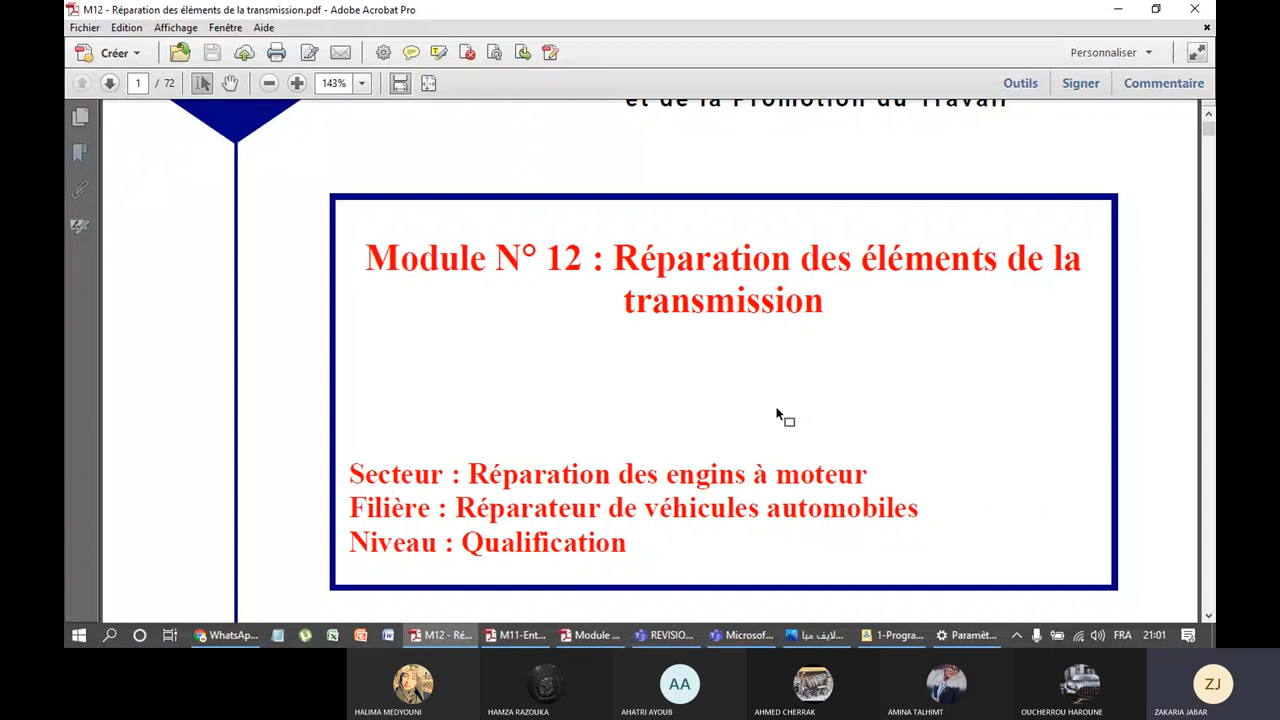 M12 - Réparation des éléments de la transmission.pdf - Adobe Acrobat Pro
Fichier Edition Affichage Fenêtre Aide
Créer
Personnaliser
1 / 72
143%
Outils Signer Commentaire
et de la Promotion du Travail
Module N° 12 : Réparation des éléments de la
transmission
Secteur : Réparation des engins à moteur
Filière : Réparateur de véhicules automobiles
Niveau : Qualification
WhatsAp... M12 - Ré... M11-Ent... Module ... REVISIO... Microsof... 1-Progra... Paramèt... FRA 21:01
HALIMA MEDYOUNI
HAMZA RAZOUKA
AA
AHATRI AYOUB
AHMED CHERRAK
AMINA TALHIMT
OUCHERROU HAROUNE
ZJ
ZAKARIA JABAR